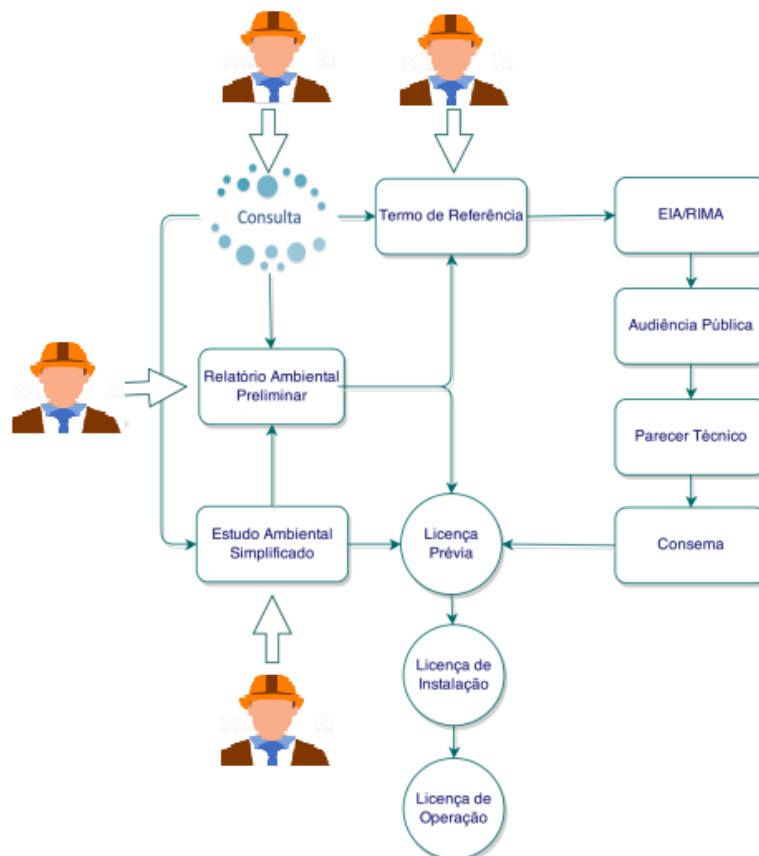 Consulta
Termo de Referência
EIA/RIMA
Audiência Pública
Relatório Ambiental
Preliminar
Parecer Técnico
Estudo Ambiental
Simplificado
Licença
Prévia
Consema
Licença de
Instalação
Licença de
Operação